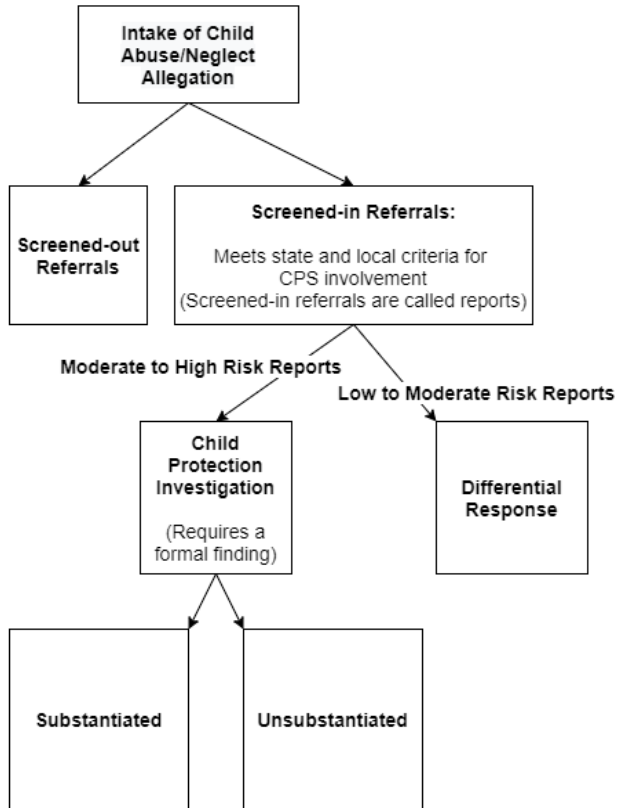 Intake of Child
Abuse/Neglect
Allegation
Screened-out
Referrals
Screened-in Referrals:
Meets state and local criteria for
CPS involvement
(Screened-in referrals are called reports)
Moderate to High Risk Reports
Low to Moderate Risk Reports
Child
Protection
Investigation
(Requires a
formal finding)
Differential
Response
Substantiated
Unsubstantiated